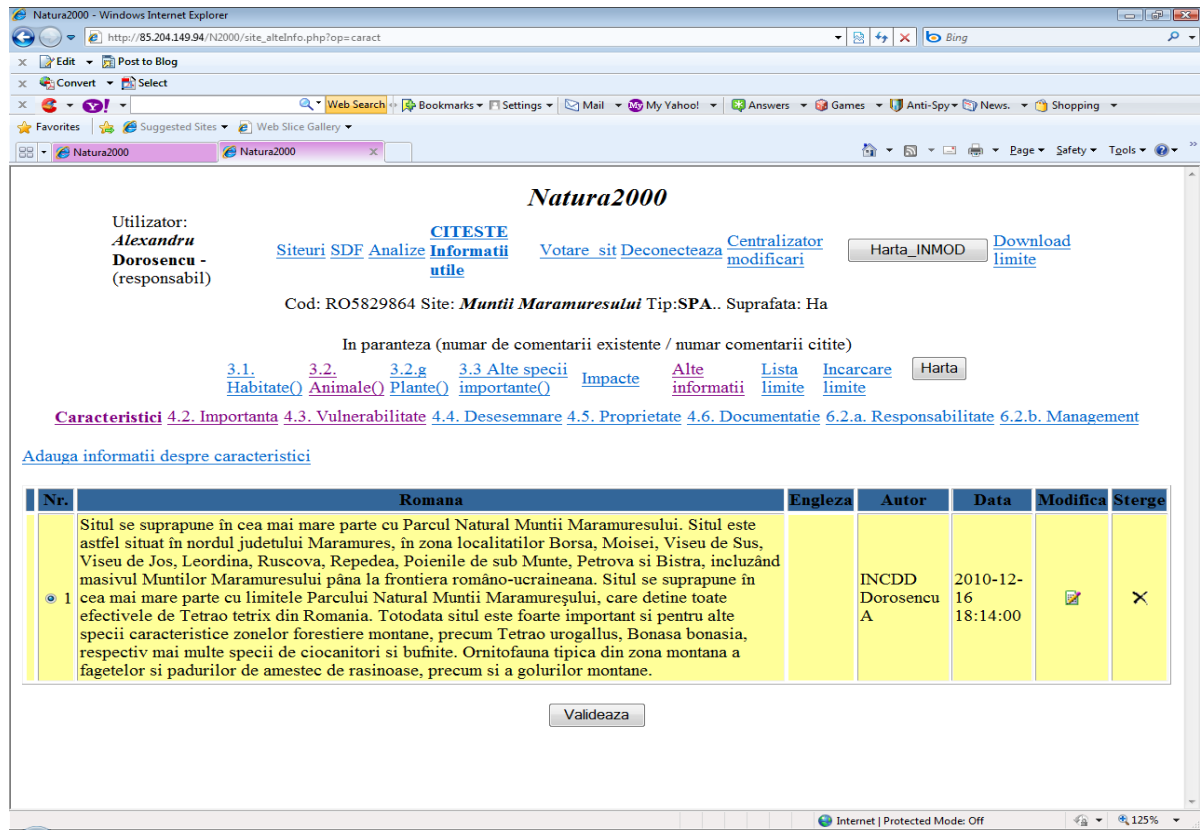 Natura2000 - Windows Internet Explorer
http://85.204.149.94/N2000/site_alteInfo.php?op=caract
Bing
x Edit Post to Blog
x Convert Select
x Y! Web Search Bookmarks Settings Mail My My Yahoo! Answers Games Anti-Spy News. Shopping
Favorites Suggested Sites Web Slice Gallery
Natura2000 Natura2000 x Page Safety Tools »
Natura2000
Utilizator:
Alexandru
Dorosencu -
(responsabil)
Siteuri SDF Analize CITESTE
Informatii
utile
Votare sit Deconecteaza Centralizator
modificari
Harta_INMOD Download
limite
Cod: RO5829864 Site: Muntii Maramuresului Tip:SPA.. Suprafata: Ha
In paranteza (numar de comentarii existente / numar comentarii citite)
3.1. 3.2. 3.2.g 3.3 Alte specii Impacte Alte Lista Incarcare Harta
Habitate() Animale() Plante() importante() informatii limite limite
Caracteristici 4.2. Importanta 4.3. Vulnerabilitate 4.4. Desesemnare 4.5. Proprietate 4.6. Documentatie 6.2.a. Responsabilitate 6.2.b. Management
Adauga informatii despre caracteristici
Nr. Romana Engleza Autor Data Modifica Sterge
1
Situl se suprapune în cea mai mare parte cu Parcul Natural Muntii Maramuresului. Situl este
astfel situat în nordul judetului Maramures, în zona localitatilor Borsa, Moisei, Viseu de Sus,
Viseu de Jos, Leordina, Ruscova, Repedea, Poienile de sub Munte, Petrova si Bistra, incluzând
masivul Muntilor Maramuresului pâna la frontiera româno-ucraineana. Situl se suprapune în
cea mai mare parte cu limitele Parcului Natural Muntii Maramureşului, care detine toate
efectivele de Tetrao tetrix din Romania. Totodata situl este foarte important si pentru alte
specii caracteristice zonelor forestiere montane, precum Tetrao urogallus, Bonasa bonasia,
respectiv mai multe specii de ciocanitori si bufnite. Ornitofauna tipica din zona montana a
fagetelor si padurilor de amestec de rasinoase, precum si a golurilor montane.
INCDD
Dorosencu
A
2010-12-
16
18:14:00
Valideaza
Internet | Protected Mode: Off
125%